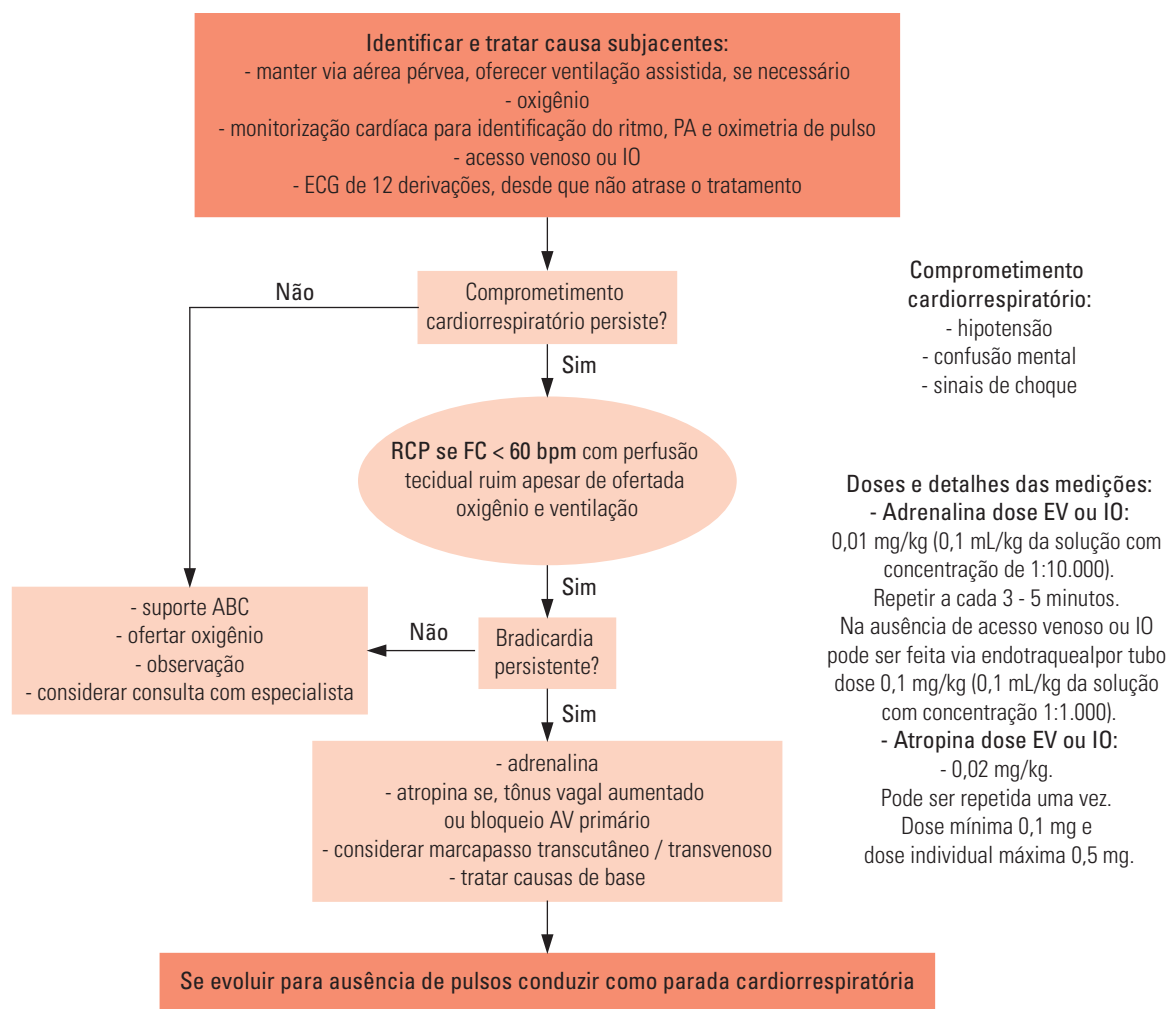 Identificar e tratar causa subjacentes:
- manter via aérea pérvea, oferecer ventilação assistida, se necessário
- oxigênio
- monitorização cardíaca para identificação do ritmo, PA e oximetria de pulso
- acesso venoso ou IO
- ECG de 12 derivações, desde que não atrase o tratamento
Não
Comprometimento
cardiorrespiratório persiste?
Sim
RCP se FC < 60 bpm com perfusão
tecidual ruim apesar de ofertada
oxigênio e ventilação
Sim
- suporte ABC
- ofertar oxigênio
- observação
- considerar consulta com especialista
Não
Bradicardia
persistente?
Sim
- adrenalina
- atropina se, tônus vagal aumentado
ou bloqueio AV primário
- considerar marcapasso transcutâneo / transvenoso
- tratar causas de base
Se evoluir para ausência de pulsos conduzir como parada cardiorrespiratória
Comprometimento
cardiorrespiratório:
- hipotensão
- confusão mental
- sinais de choque
Doses e detalhes das medições:
- Adrenalina dose EV ou IO:
0,01 mg/kg (0,1 mL/kg da solução com
concentração de 1:10.000).
Repetir a cada 3 - 5 minutos.
Na ausência de acesso venoso ou IO
pode ser feita via endotraquealpor tubo
dose 0,1 mg/kg (0,1 mL/kg da solução
com concentração 1:1.000).
- Atropina dose EV ou IO:
- 0,02 mg/kg.
Pode ser repetida uma vez.
Dose mínima 0,1 mg e
dose individual máxima 0,5 mg.